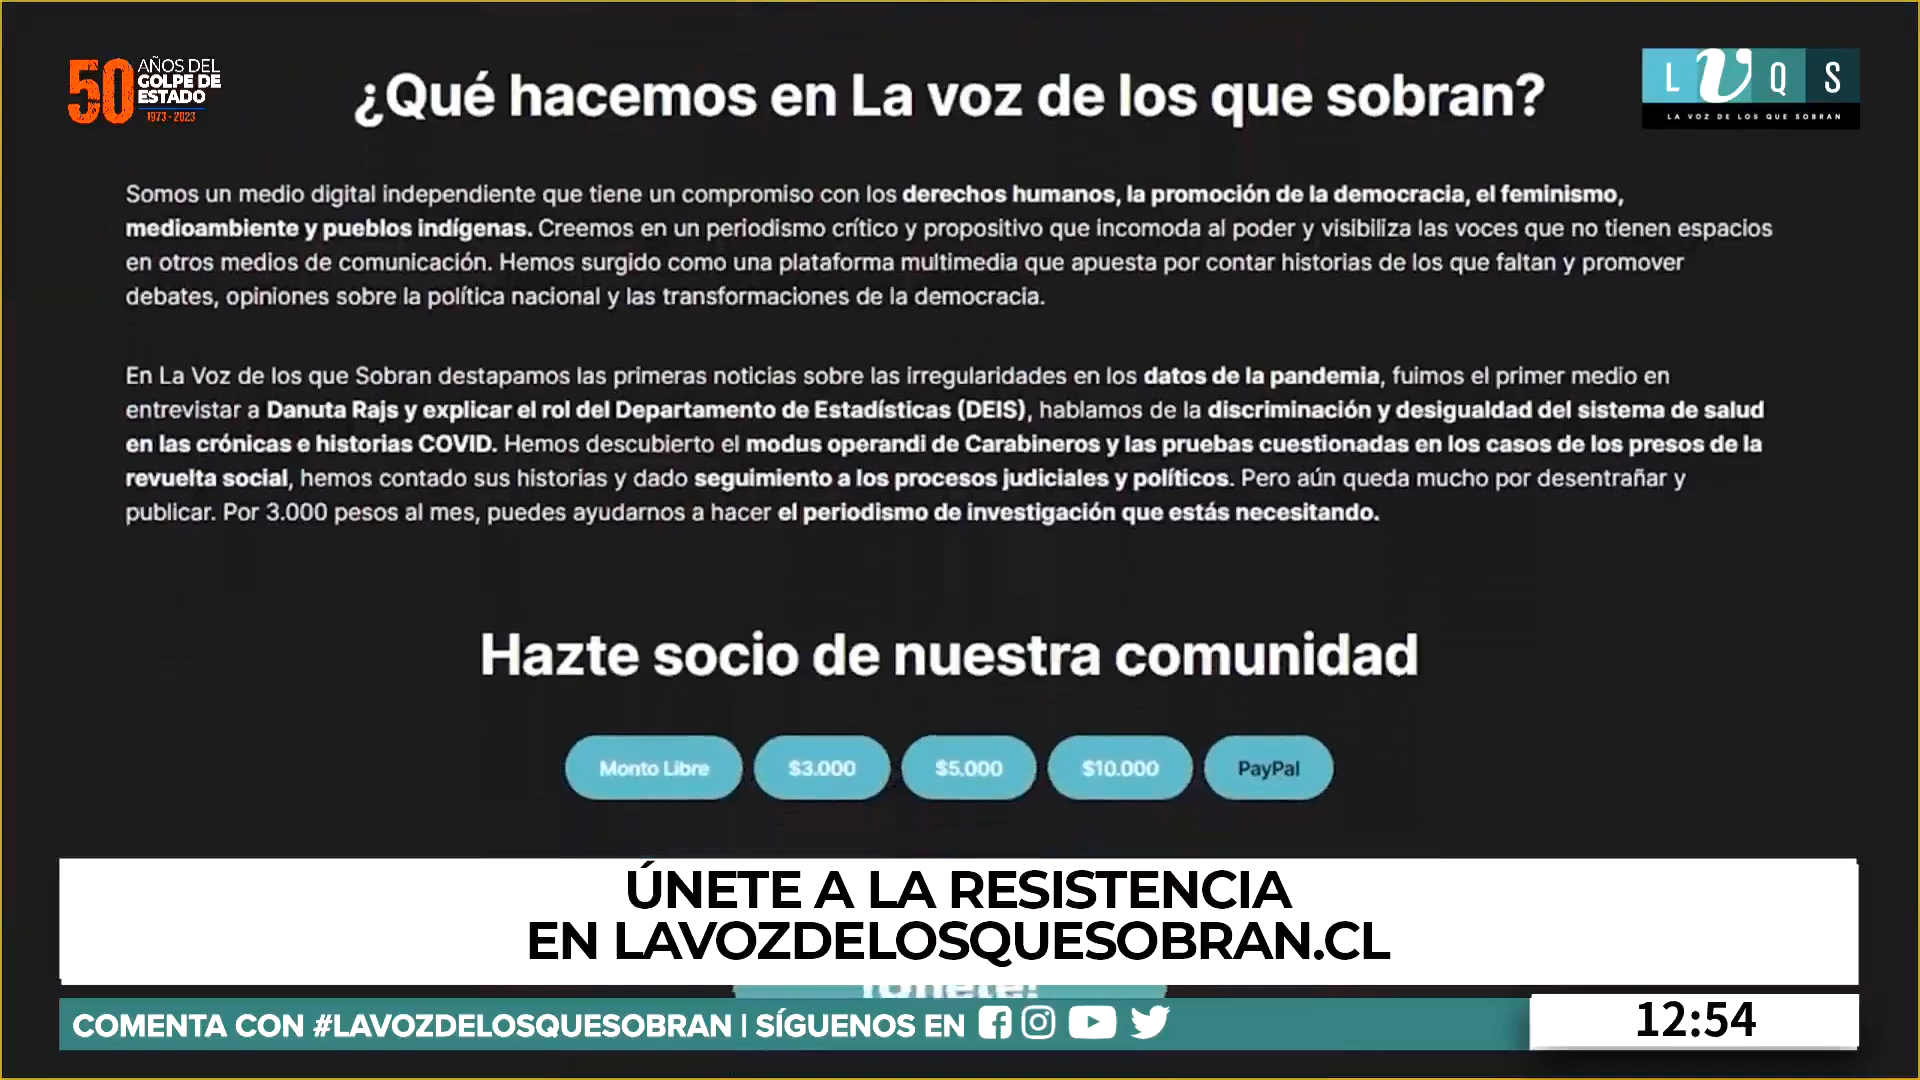 50 AÑOS DEL
GOLPE DE
ESTADO
1973 - 2023
¿Qué hacemos en La voz de los que sobran?
L V Q S
LA VOZ DE LOS QUE SOBRAN
Somos un medio digital independiente que tiene un compromiso con los derechos humanos, la promoción de la democracia, el feminismo,
medioambiente y pueblos indígenas. Creemos en un periodismo crítico y propositivo que incomoda al poder y visibiliza las voces que no tienen espacios
en otros medios de comunicación. Hemos surgido como una plataforma multimedia que apuesta por contar historias de los que faltan y promover
debates, opiniones sobre la política nacional y las transformaciones de la democracia.
En La Voz de los que Sobran destapamos las primeras noticias sobre las irregularidades en los datos de la pandemia, fuimos el primer medio en
entrevistar a Danuta Rajs y explicar el rol del Departamento de Estadísticas (DEIS), hablamos de la discriminación y desigualdad del sistema de salud
en las crónicas e historias COVID. Hemos descubierto el modus operandi de Carabineros y las pruebas cuestionadas en los casos de los presos de la
revuelta social, hemos contado sus historias y dado seguimiento a los procesos judiciales y políticos. Pero aún queda mucho por desentrañar y
publicar. Por 3.000 pesos al mes, puedes ayudarnos a hacer el periodismo de investigación que estás necesitando.
Hazte socio de nuestra comunidad
Monto Libre $3.000 $5.000 $10.000 PayPal
ÚNETE A LA RESISTENCIA
EN LAVOZDELOSQUESOBRAN.CL
COMENTA CON #LAVOZDELOSQUESOBRAN | SÍGUENOS EN
12:54